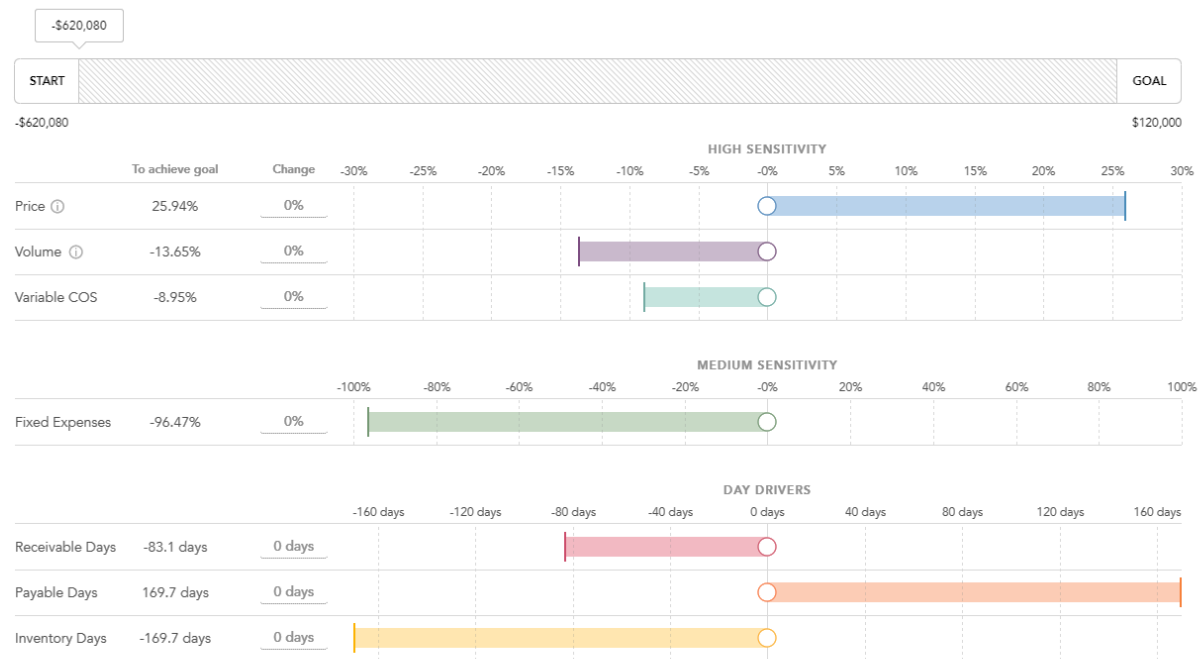 -$620,080
START GOAL
-$620,080 $120,000
HIGH SENSITIVITY
To achieve goal Change -30% -25% -20% -15% -10% -5% -0% 5% 10% 15% 20% 25% 30%
Price i 25.94% 0%
Volume i -13.65% 0%
Variable COS -8.95% 0%
MEDIUM SENSITIVITY
-100% -80% -60% -40% -20% -0% 20% 40% 60% 80% 100%
Fixed Expenses -96.47% 0%
DAY DRIVERS
-160 days -120 days -80 days -40 days 0 days 40 days 80 days 120 days 160 days
Receivable Days -83.1 days 0 days
Payable Days 169.7 days 0 days
Inventory Days -169.7 days 0 days